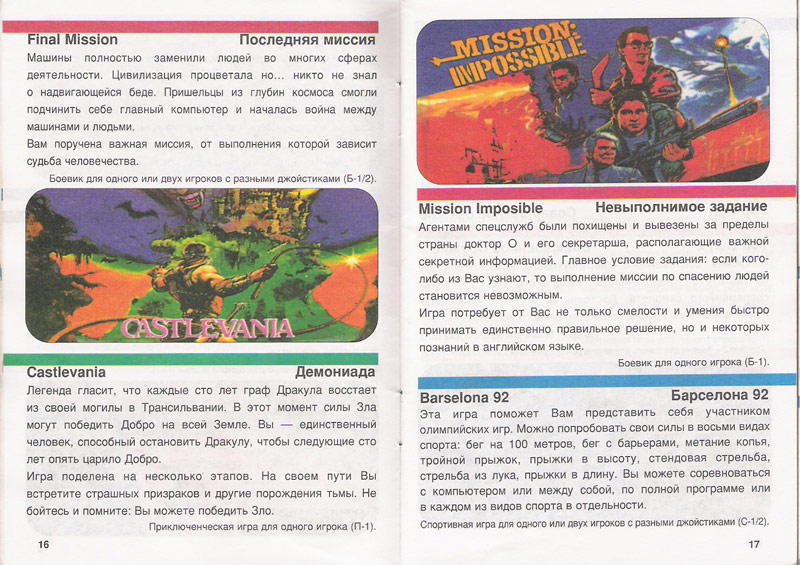 Final Mission Последняя миссия
Машины полностью заменили людей во многих сферах
деятельности. Цивилизация процветала но... никто не знал
о надвигающейся беде. Пришельцы из глубин космоса смогли
подчинить себе главный компьютер и началась война между
машинами и людьми.
Вам поручена важная миссия, от выполнения которой зависит
судьба человечества.
Боевик для одного или двух игроков с разными джойстиками (Б-1/2).
CASTLEVANIA
Castlevania Демониада
Легенда гласит, что каждые сто лет граф Дракула восстает
из своей могилы в Трансильвании. В этот момент силы Зла
могут победить Добро на всей Земле. Вы — единственный
человек, способный остановить Дракулу, чтобы следующие сто
лет опять царило Добро.
Игра поделена на несколько этапов. На своем пути Вы
встретите страшных призраков и другие порождения тьмы. Не
бойтесь и помните: Вы можете победить Зло.
Приключенческая игра для одного игрока (П-1).
16
MISSION:
IMPOSSIBLE
Mission Imposible Невыполнимое задание
Агентами спецслужб были похищены и вывезены за пределы
страны доктор О и его секретарша, располагающие важной
секретной информацией. Главное условие задания: если кого-
либо из Вас узнают, то выполнение миссии по спасению людей
становится невозможным.
Игра потребует от Вас не только смелости и умения быстро
принимать единственно правильное решение, но и некоторых
познаний в английском языке.
Боевик для одного игрока (Б-1).
Barselona 92 Барселона 92
Эта игра поможет Вам представить себя участником
олимпийских игр. Можно попробовать свои силы в восьми видах
спорта: бег на 100 метров, бег с барьерами, метание копья,
тройной прыжок, прыжки в высоту, стендовая стрельба,
стрельба из лука, прыжки в длину. Вы можете соревноваться
с компьютером или между собой, по полной программе или
в каждом из видов спорта в отдельности.
Спортивная игра для одного или двух игроков с разными джойстиками (С-1/2).
17